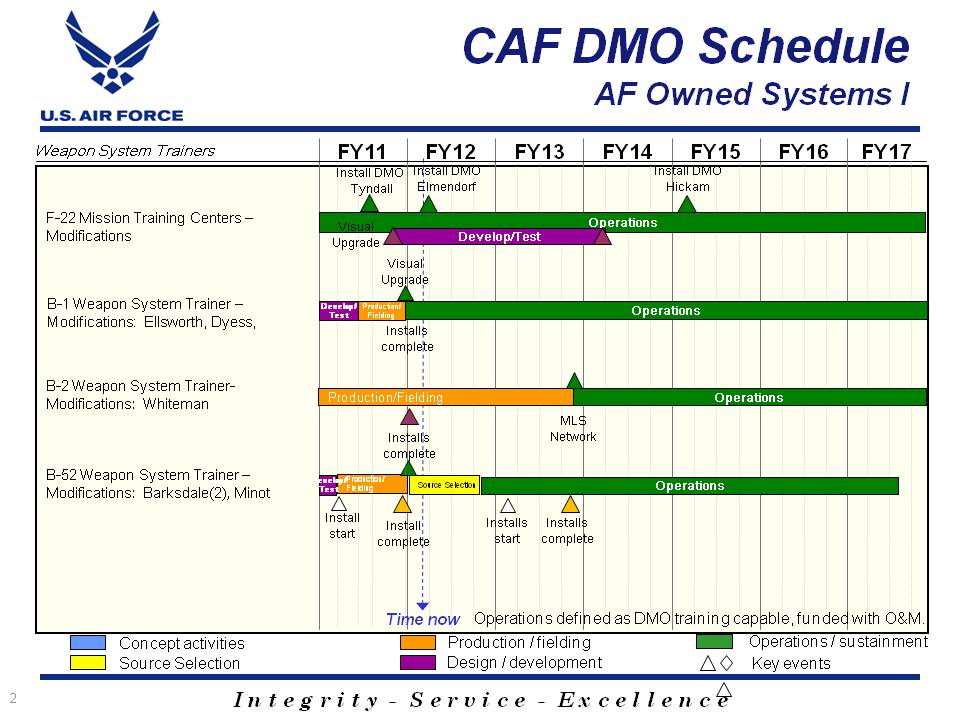 CAF DMO Schedule
AF Owned Systems I
U.S. AIR FORCE
Weapon System Trainers
FY11 FY12 FY13 FY14 FY15 FY16 FY17
Install DMO
Tyndall
Install DMO
Elmendorf
Install DMO
Hickam
F-22 Mission Training Centers –
Modifications
Operations
Visual
Upgrade
Develop/Test
Visual
Upgrade
B-1 Weapon System Trainer –
Modifications: Ellsworth, Dyess,
Develop/
Test
Production/
Fielding
Operations
Installs
complete
B-2 Weapon System Trainer-
Modifications: Whiteman
Production/Fielding
Operations
Installs
complete
MLS
Network
B-52 Weapon System Trainer –
Modifications: Barksdale(2), Minot
Develop/
Test
Production/
Fielding
Source Selection
Operations
Install
start
Install
complete
Installs
start
Installs
complete
Time now
Operations defined as DMO training capable, funded with O&M.
Concept activities
Source Selection
Production / fielding
Design / development
Operations / sustainment
Key events
2
Integrity - Service - Excellence